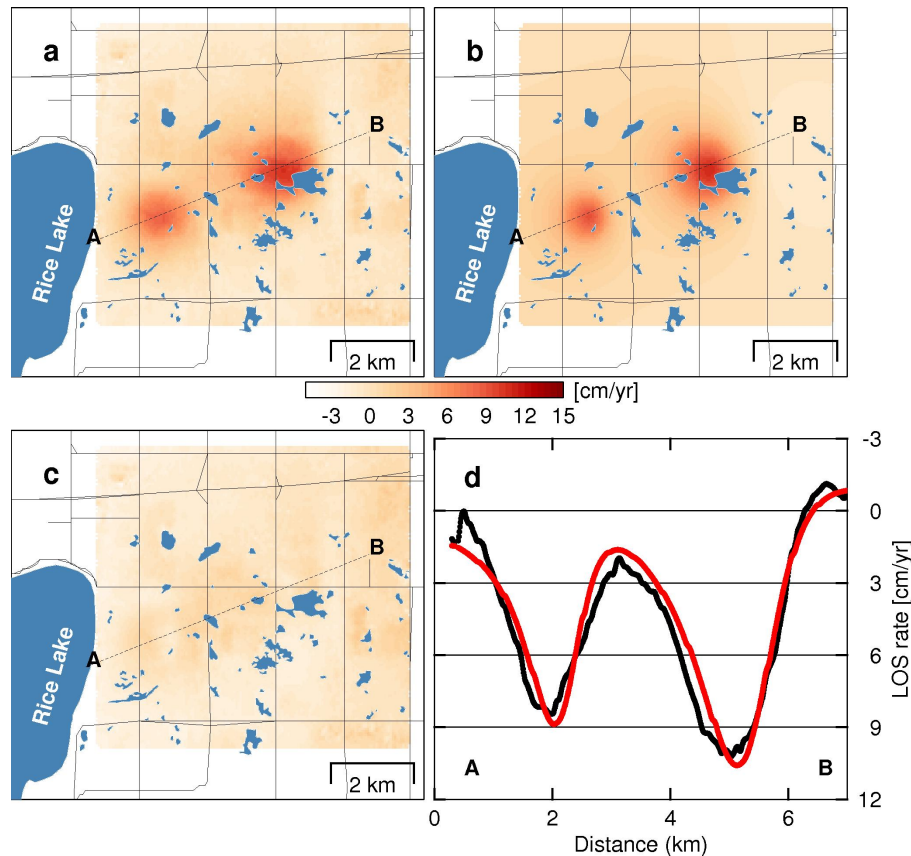 a
B
A
Rice Lake
2 km
b
B
A
Rice Lake
2 km
-3 0 3 6 9 12 15 [cm/yr]
c
B
A
Rice Lake
2 km
d
-3
0
3
6
9
12
LOS rate [cm/yr]
A B
0 2 4 6
Distance (km)